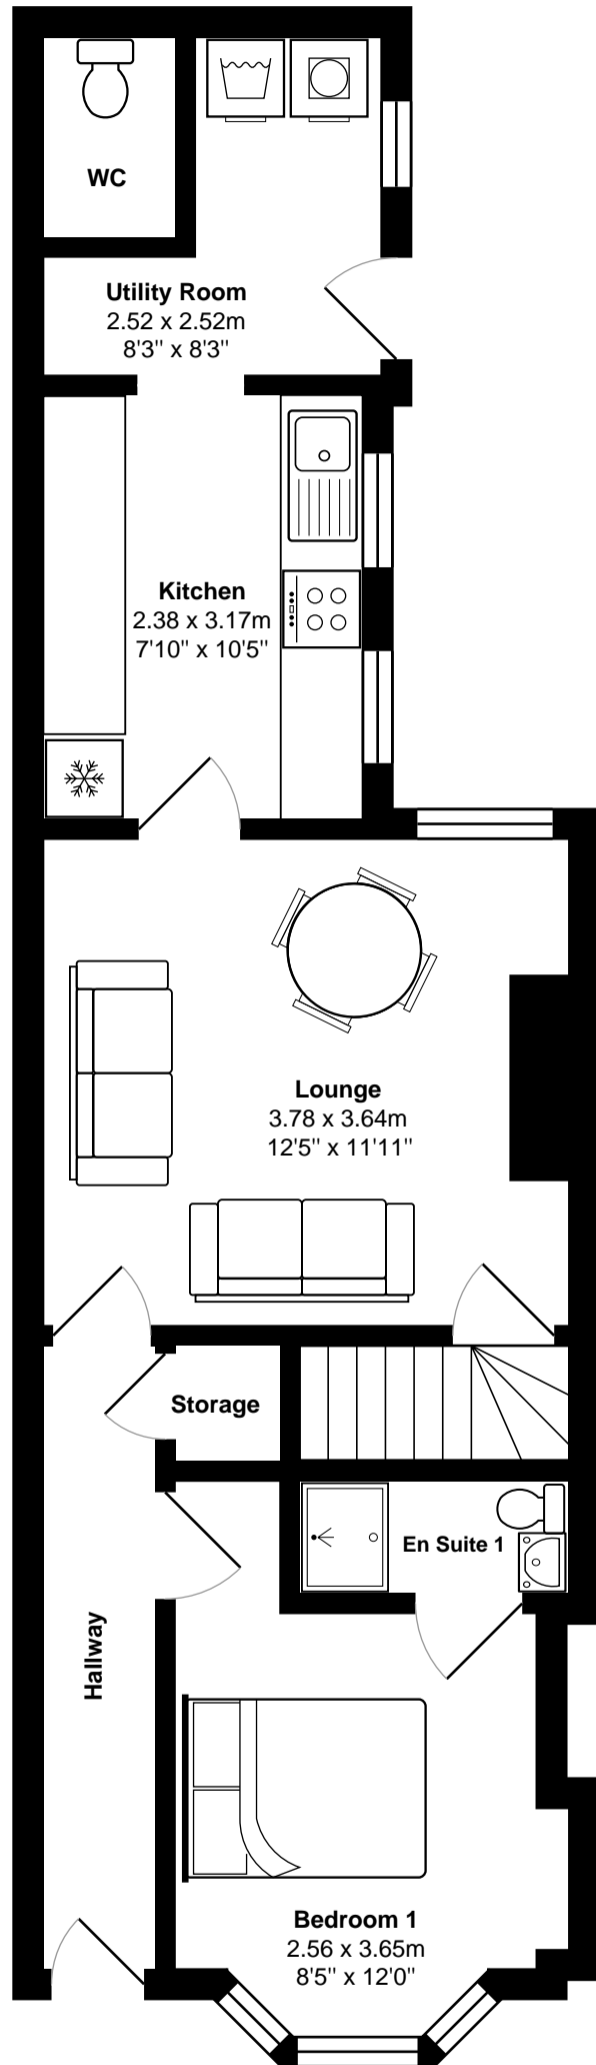 WC
Utility Room
2.52 x 2.52m
8'3" x 8'3"
Kitchen
2.38 x 3.17m
7'10" x 10'5"
Lounge
3.78 x 3.64m
12'5" x 11'11"
Storage
En Suite 1
Hallway
Bedroom 1
2.56 x 3.65m
8'5" x 12'0"